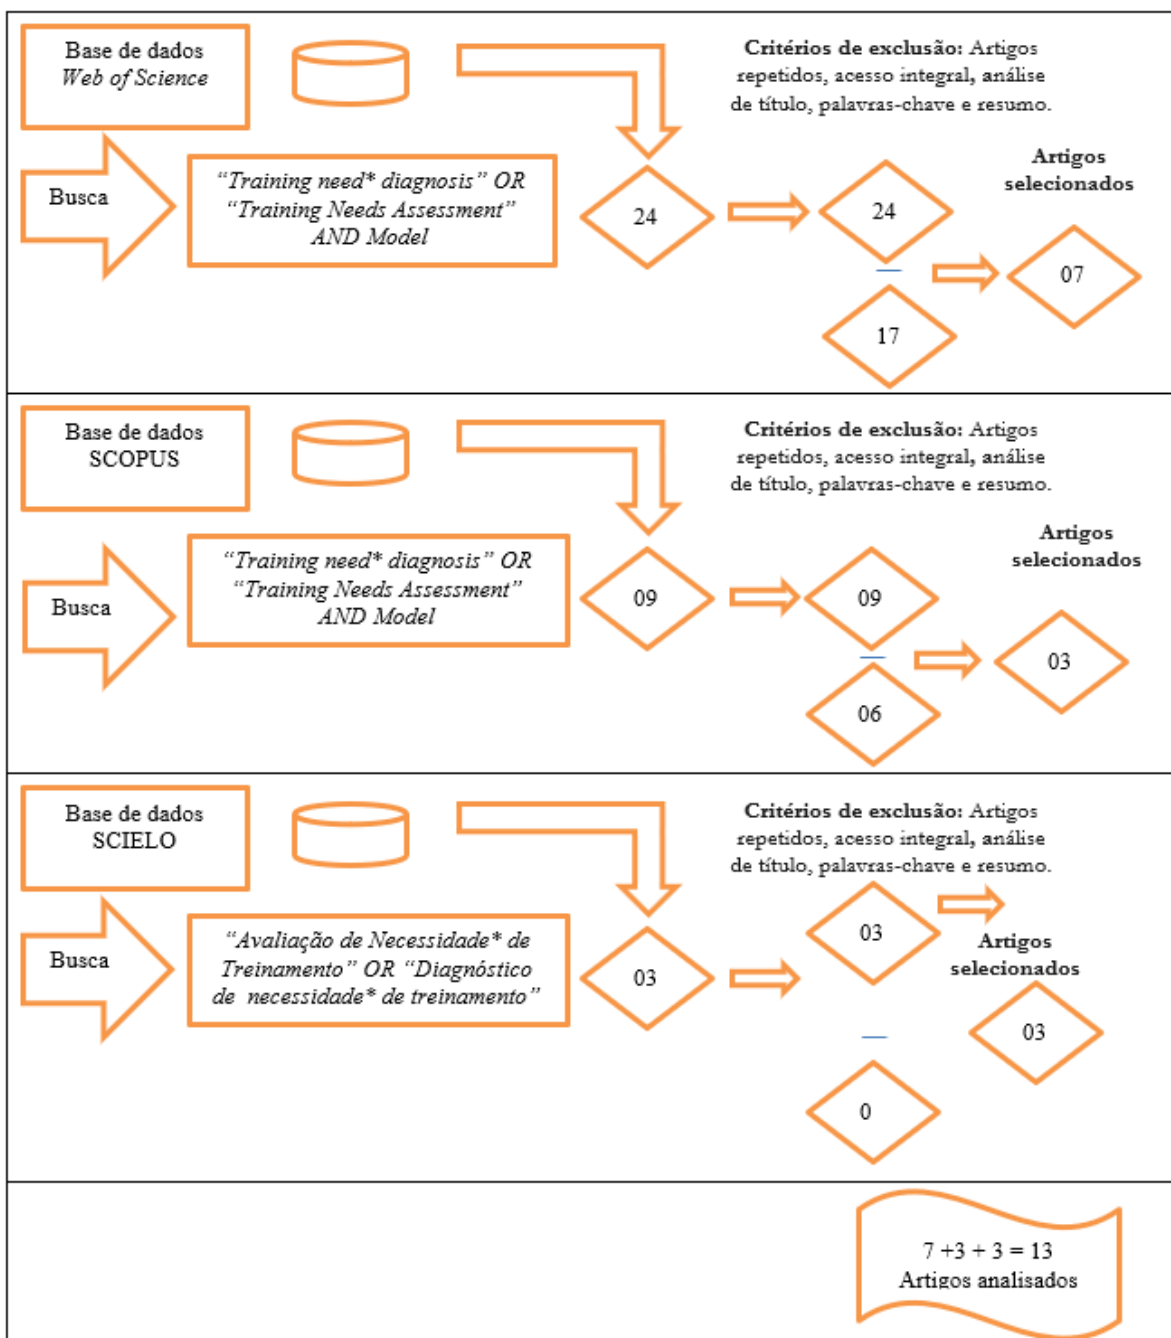 Base de dados
Web of Science
Critérios de exclusão: Artigos
repetidos, acesso integral, análise
de título, palavras-chave e resumo.
Busca
“Training need* diagnosis” OR
“Training Needs Assessment”
AND Model
24
24
17
Artigos
selecionados
07
Base de dados
SCOPUS
Critérios de exclusão: Artigos
repetidos, acesso integral, análise
de título, palavras-chave e resumo.
Busca
“Training need* diagnosis” OR
“Training Needs Assessment”
AND Model
09
09
06
Artigos
selecionados
03
Base de dados
SCIELO
Critérios de exclusão: Artigos
repetidos, acesso integral, análise
de título, palavras-chave e resumo.
Busca
“Avaliação de Necessidade* de
Treinamento” OR “Diagnóstico
de necessidade* de treinamento”
03
03
0
Artigos
selecionados
03
7 +3 + 3 = 13
Artigos analisados